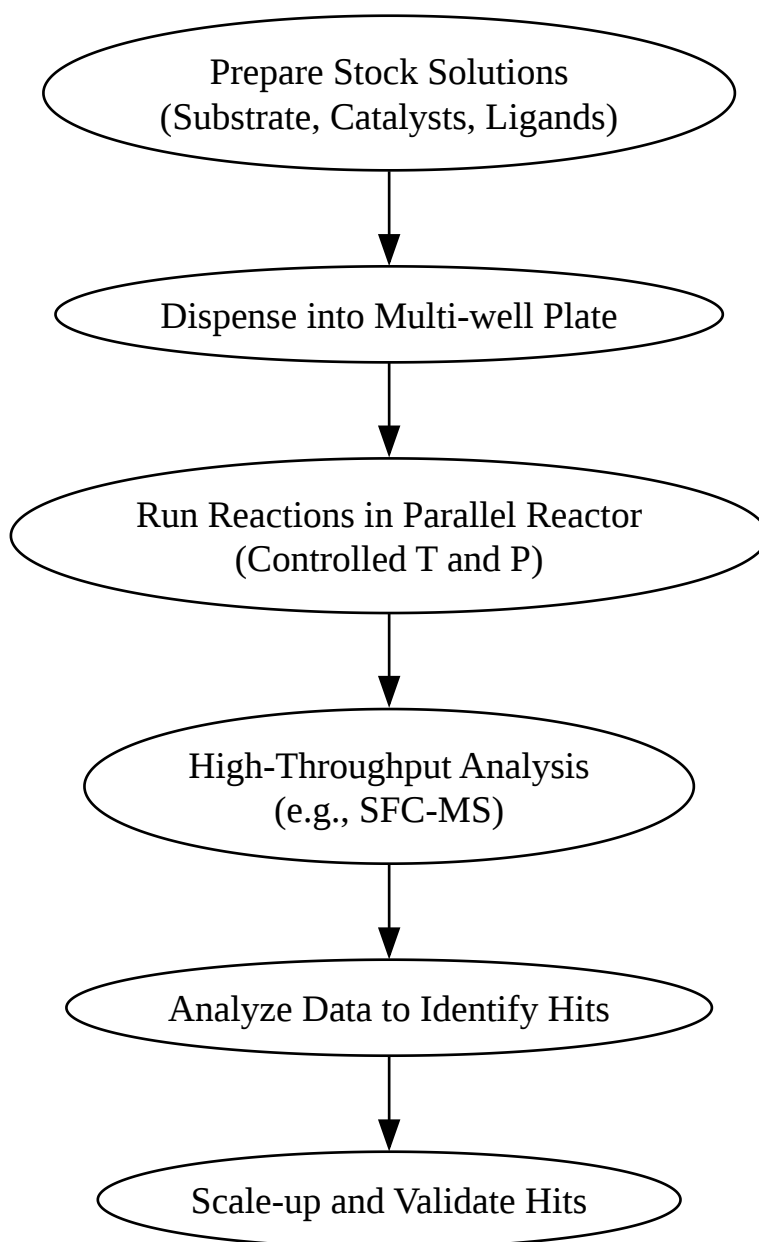 Prepare Stock Solutions
(Substrate, Catalysts, Ligands)
Dispense into Multi-well Plate
Run Reactions in Parallel Reactor
(Controlled T and P)
High-Throughput Analysis
(e.g., SFC-MS)
Analyze Data to Identify Hits
Scale-up and Validate Hits